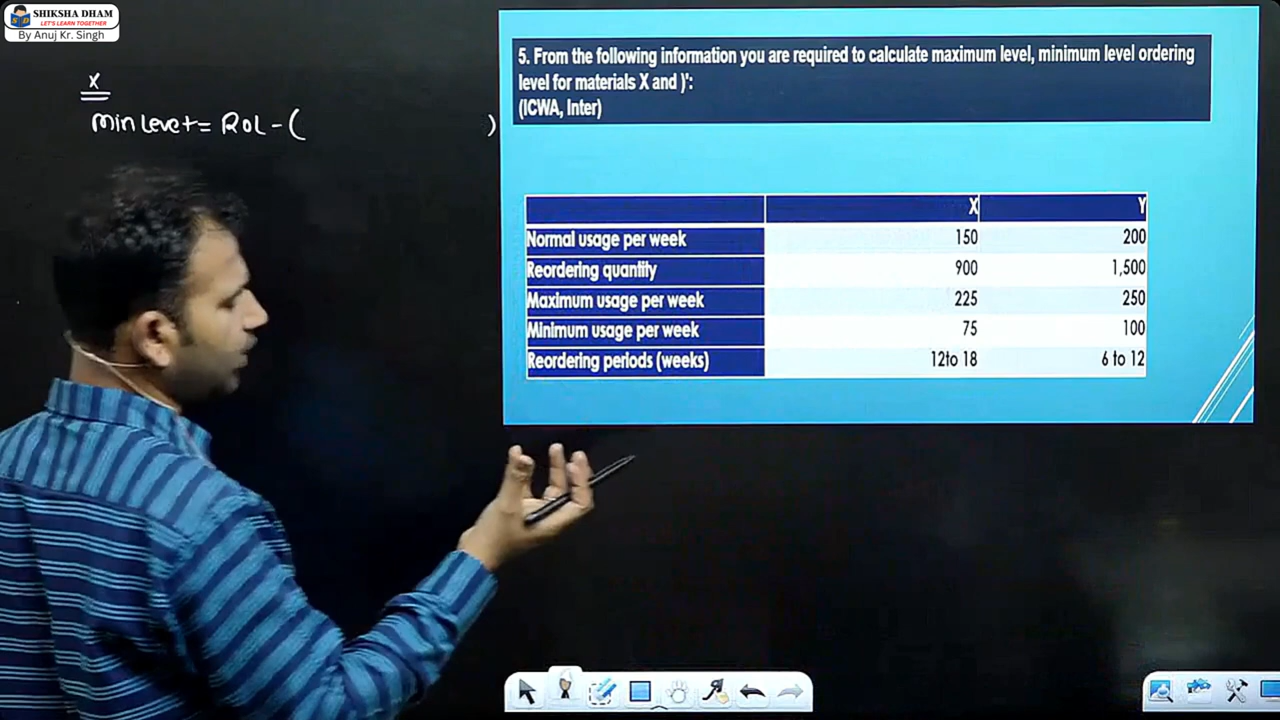 SHIKSHA DHAM
LET'S LEARN TOGETHER
By Anuj Kr. Singh
X
Min Level = ROL - ( )
5. From the following information you are required to calculate maximum level, minimum level ordering
level for materials X and )':
(ICWA, Inter)
X Y
Normal usage per week 150 200
Reordering quantity 900 1,500
Maximum usage per week 225 250
Minimum usage per week 75 100
Reordering periods (weeks) 12to 18 6 to 12